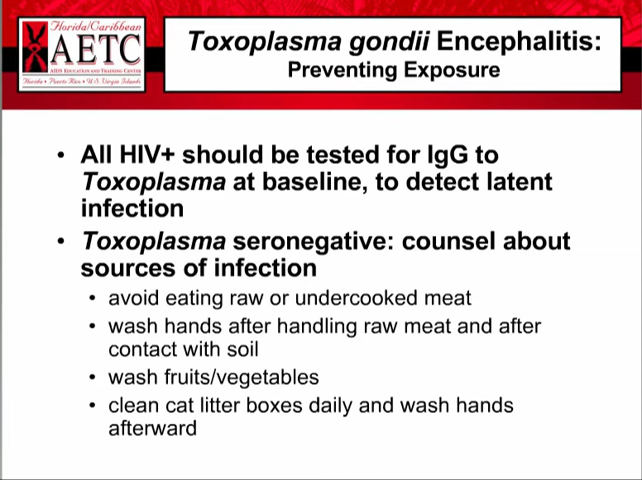 Florida/Caribbean
AETC
AIDS EDUCATION AND TRAINING CENTER
Florida • Puerto Rico • U.S. Virgin Islands
Toxoplasma gondii Encephalitis:
Preventing Exposure
• All HIV+ should be tested for IgG to
Toxoplasma at baseline, to detect latent
infection
• Toxoplasma seronegative: counsel about
sources of infection
• avoid eating raw or undercooked meat
• wash hands after handling raw meat and after
contact with soil
• wash fruits/vegetables
• clean cat litter boxes daily and wash hands
afterward